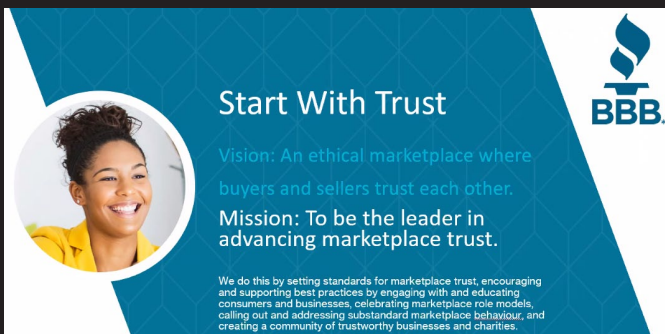 Start With Trust
BBB.
Vision: An ethical marketplace where
buyers and sellers trust each other.
Mission: To be the leader in
advancing marketplace trust.
We do this by setting standards for marketplace trust, encouraging
and supporting best practices by engaging with and educating
consumers and businesses, celebrating marketplace role models,
calling out and addressing substandard marketplace behaviour, and
creating a community of trustworthy businesses and charities.